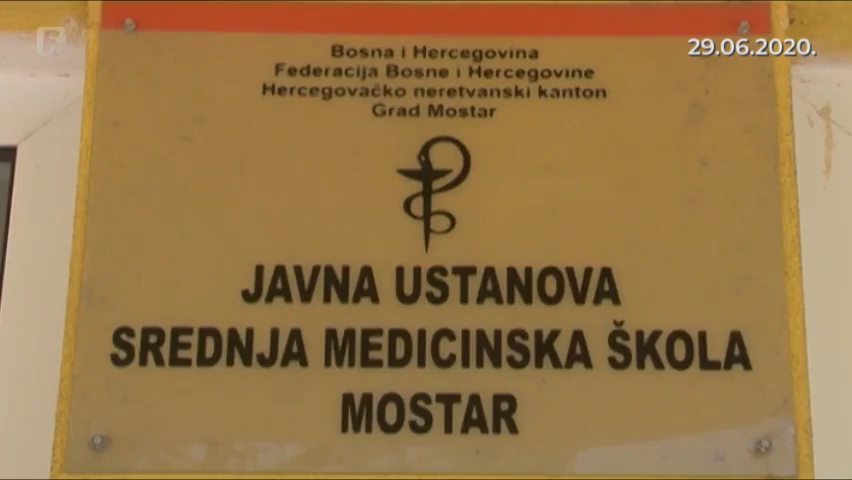 29.06.2020.
Bosna i Hercegovina
Federacija Bosne i Hercegovine
Hercegovačko neretvanski kanton
Grad Mostar
JAVNA USTANOVA
SREDNJA MEDICINSKA ŠKOLA
MOSTAR